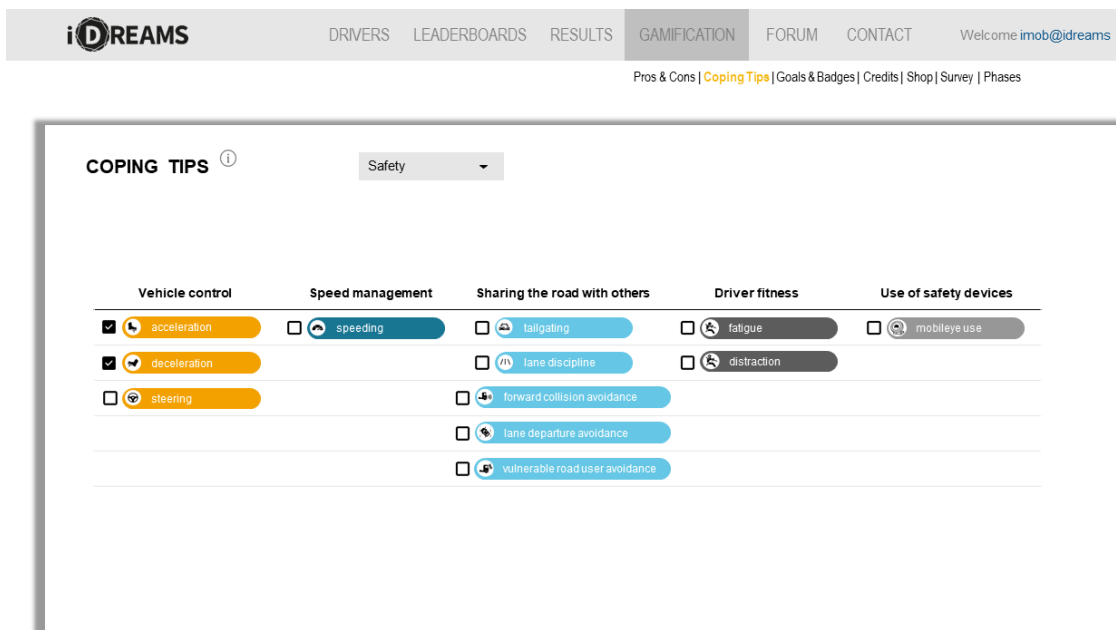 iDREAMS DRIVERS LEADERBOARDS RESULTS GAMIFICATION FORUM CONTACT Welcome imob@idreams
Pros & Cons | Coping Tips | Goals & Badges | Credits | Shop | Survey | Phases
COPING TIPS i Safety
Vehicle control Speed management Sharing the road with others Driver fitness Use of safety devices
acceleration speeding tailgating fatigue mobileye use
deceleration lane discipline distraction
steering forward collision avoidance
lane departure avoidance
vulnerable road user avoidance